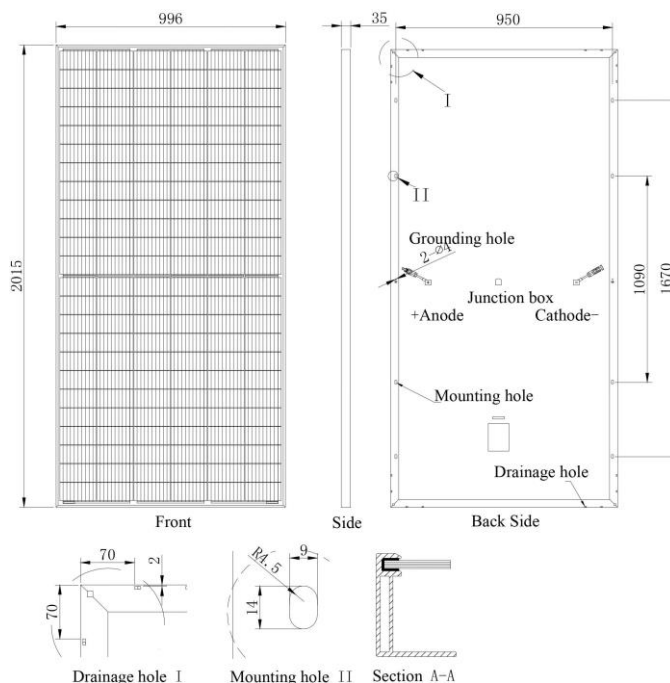 996
35
950
2015
I
II
Grounding hole
2-Ø4
Junction box
+Anode
Cathode-
1090
1670
Mounting hole
Drainage hole
Front
Side
Back Side
70
2
70
R4.5
9
14
Drainage hole I
Mounting hole II
Section A-A